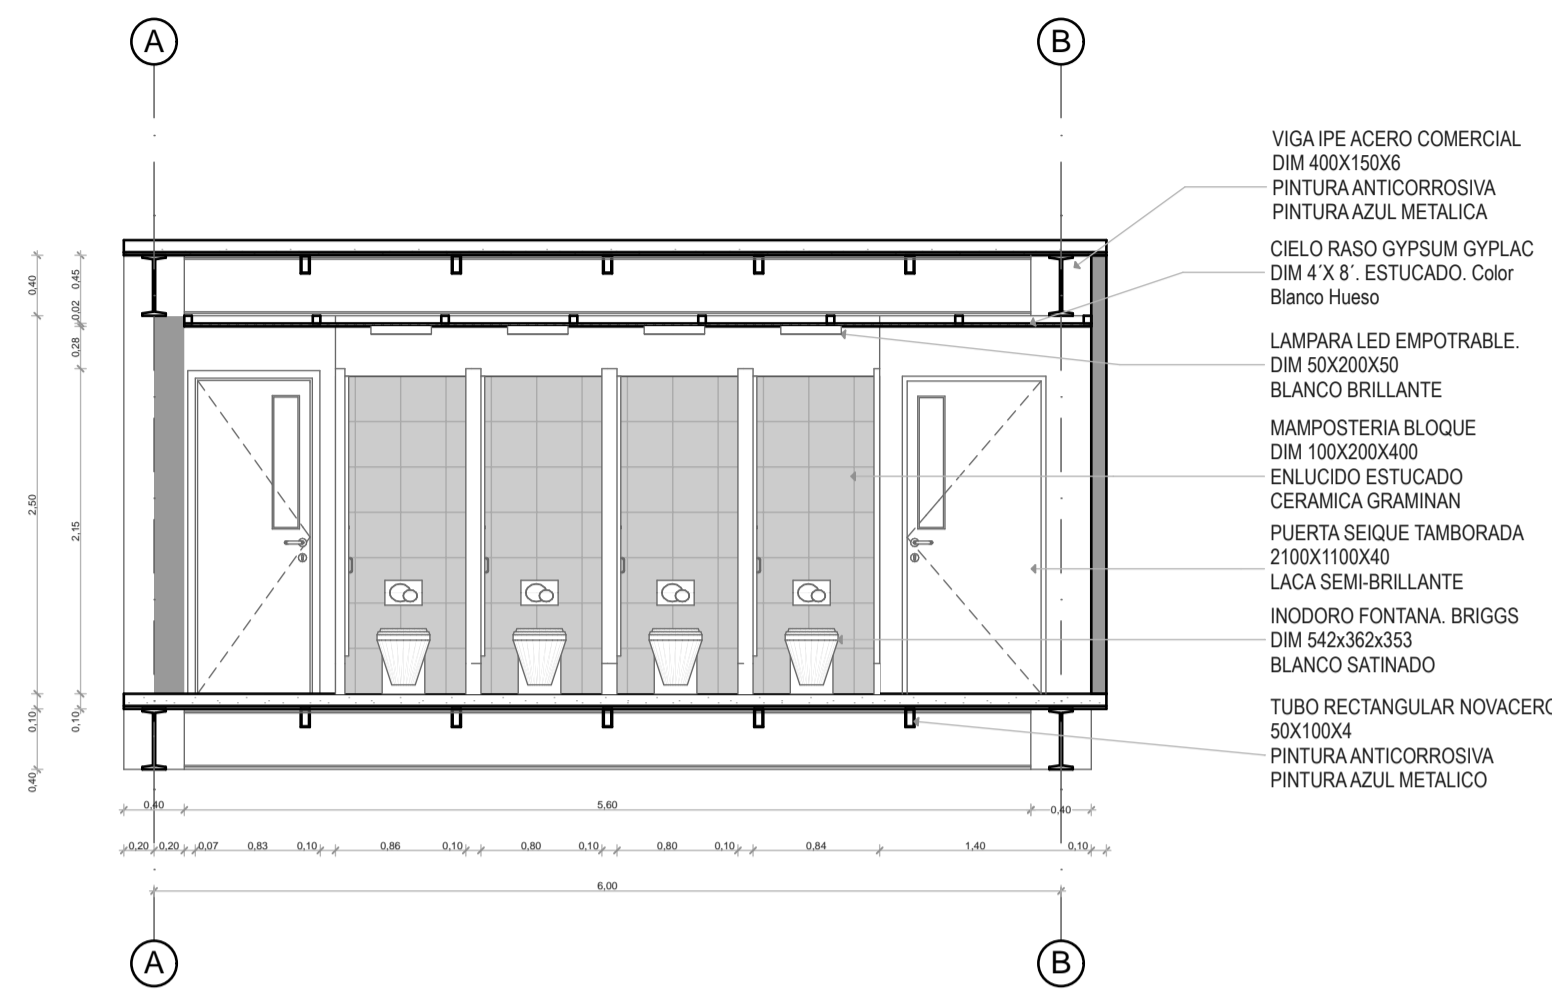 A
B
VIGA IPE ACERO COMERCIAL
DIM 400X150X6
PINTURA ANTICORROSIVA
PINTURA AZUL METALICA
CIELO RASO GYPSUM GYPLAC
DIM 4´X 8´. ESTUCADO. Color
Blanco Hueso
LAMPARA LED EMPOTRABLE.
DIM 50X200X50
BLANCO BRILLANTE
MAMPOSTERIA BLOQUE
DIM 100X200X400
ENLUCIDO ESTUCADO
CERAMICA GRAMINAN
PUERTA SEIQUE TAMBORADA
2100X1100X40
LACA SEMI-BRILLANTE
INODORO FONTANA. BRIGGS
DIM 542x362x353
BLANCO SATINADO
TUBO RECTANGULAR NOVACERO
50X100X4
PINTURA ANTICORROSIVA
PINTURA AZUL METALICO
0,40
2,50
0,10
0,40
0,45
0,02
0,28
2,15
0,10
0,40 5,60 0,40
0,20 0,20 0,07 0,83 0,10 0,86 0,10 0,80 0,10 0,80 0,10 0,84 1,40 0,10
6,00
A
B